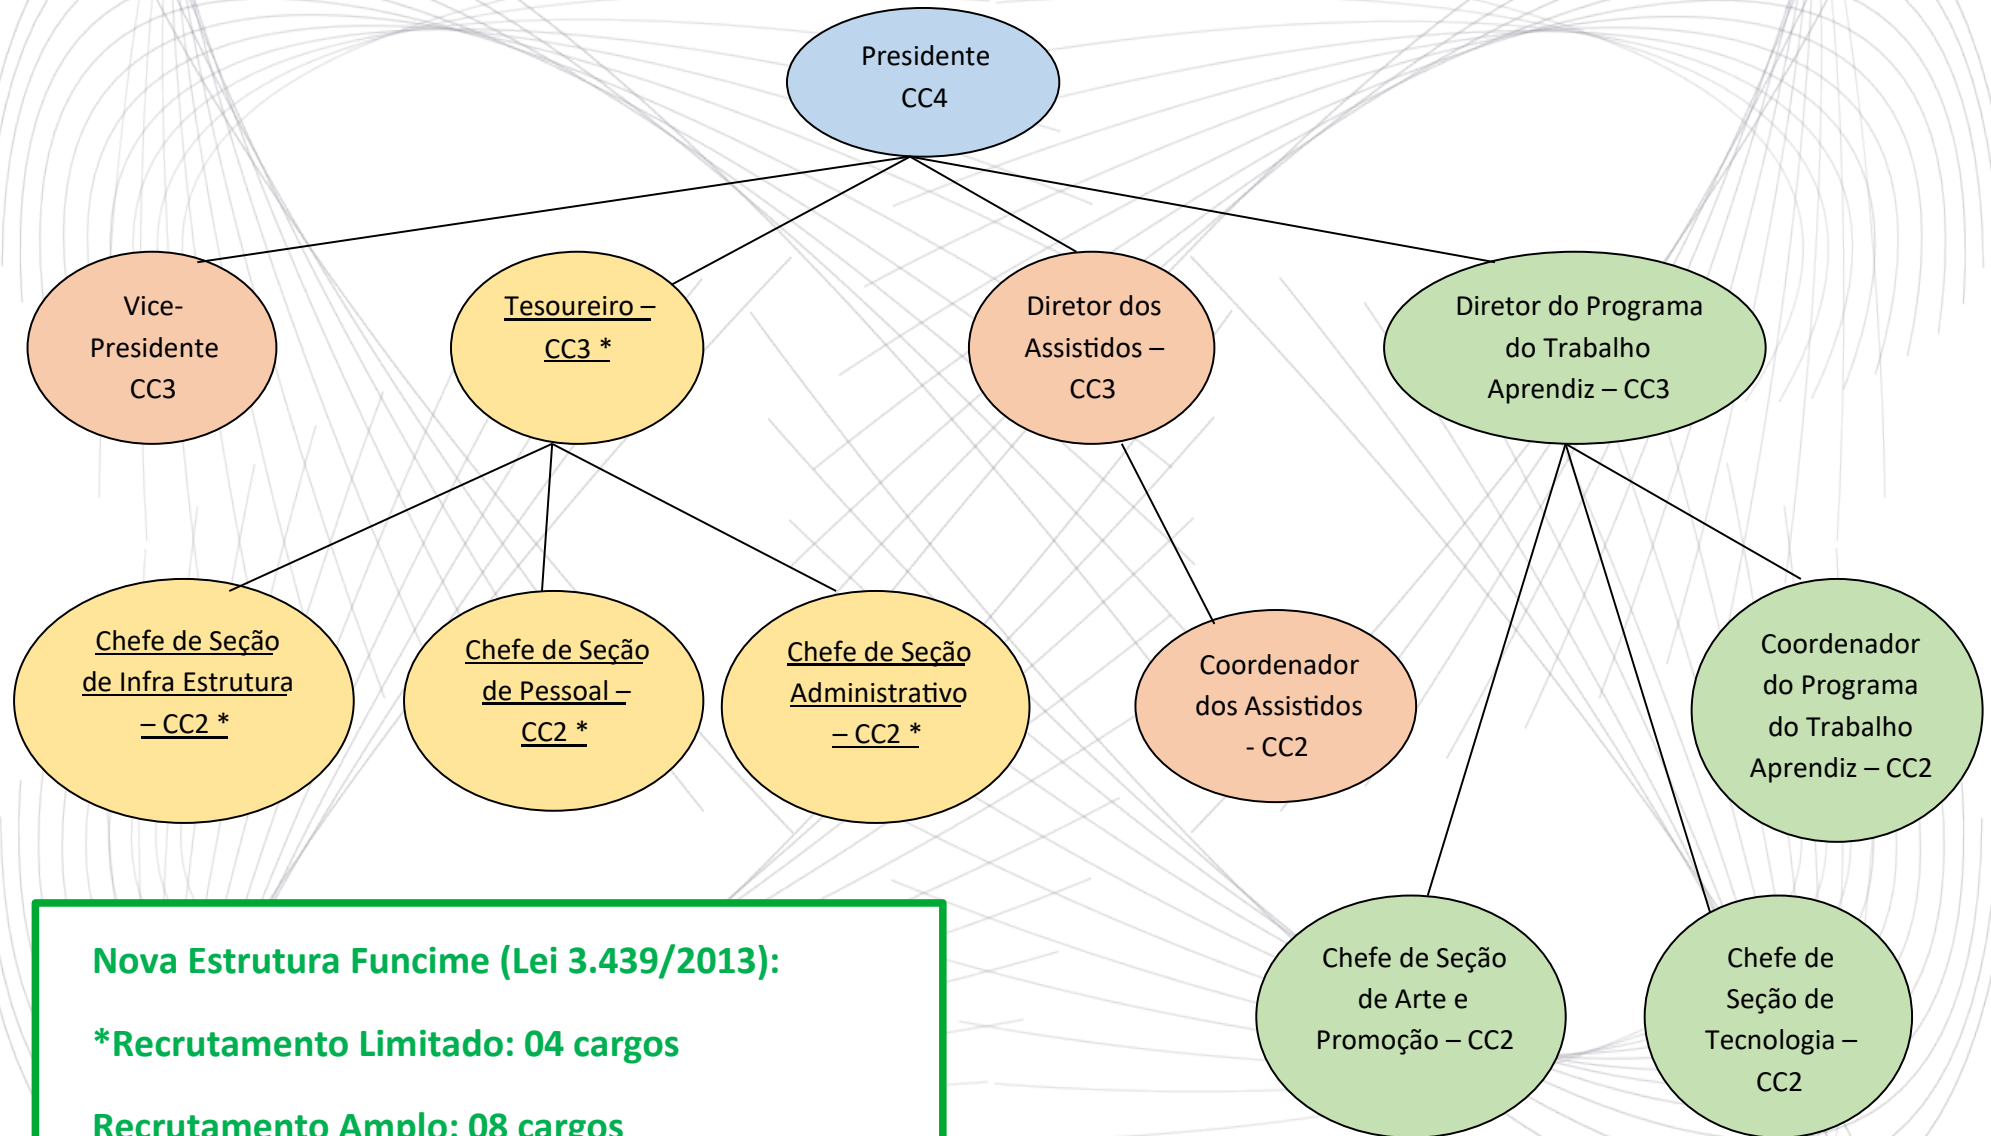 Presidente
CC4
Vice-
Presidente
CC3
Tesoureiro –
CC3 *
Diretor dos
Assistidos –
CC3
Diretor do Programa
do Trabalho
Aprendiz – CC3
Chefe de Seção
de Infra Estrutura
– CC2 *
Chefe de Seção
de Pessoal –
CC2 *
Chefe de Seção
Administrativo
– CC2 *
Coordenador
dos Assistidos
- CC2
Coordenador
do Programa
do Trabalho
Aprendiz – CC2
Chefe de Seção
de Arte e
Promoção – CC2
Chefe de
Seção de
Tecnologia –
CC2
Nova Estrutura Funcime (Lei 3.439/2013):
*Recrutamento Limitado: 04 cargos
Recrutamento Amplo: 08 cargos